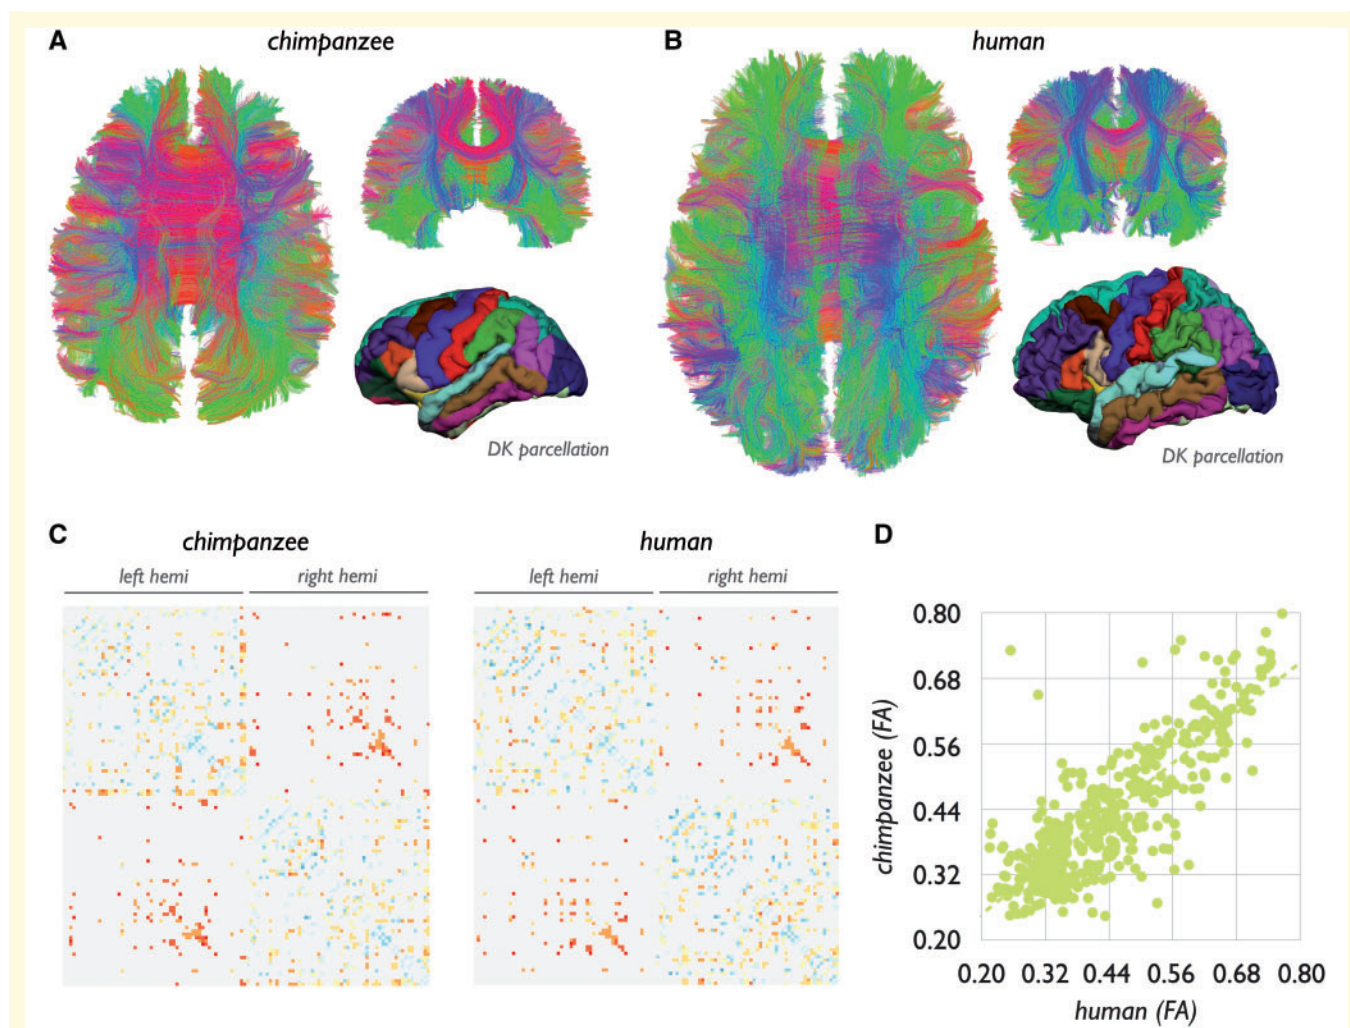 A
chimpanzee
B
human
DK parcellation
DK parcellation
C
chimpanzee
human
D
left hemi
right hemi
left hemi
right hemi
chimpanzee (FA)
0.80
0.68
0.56
0.44
0.32
0.20
0.20 0.32 0.44 0.56 0.68 0.80
human (FA)